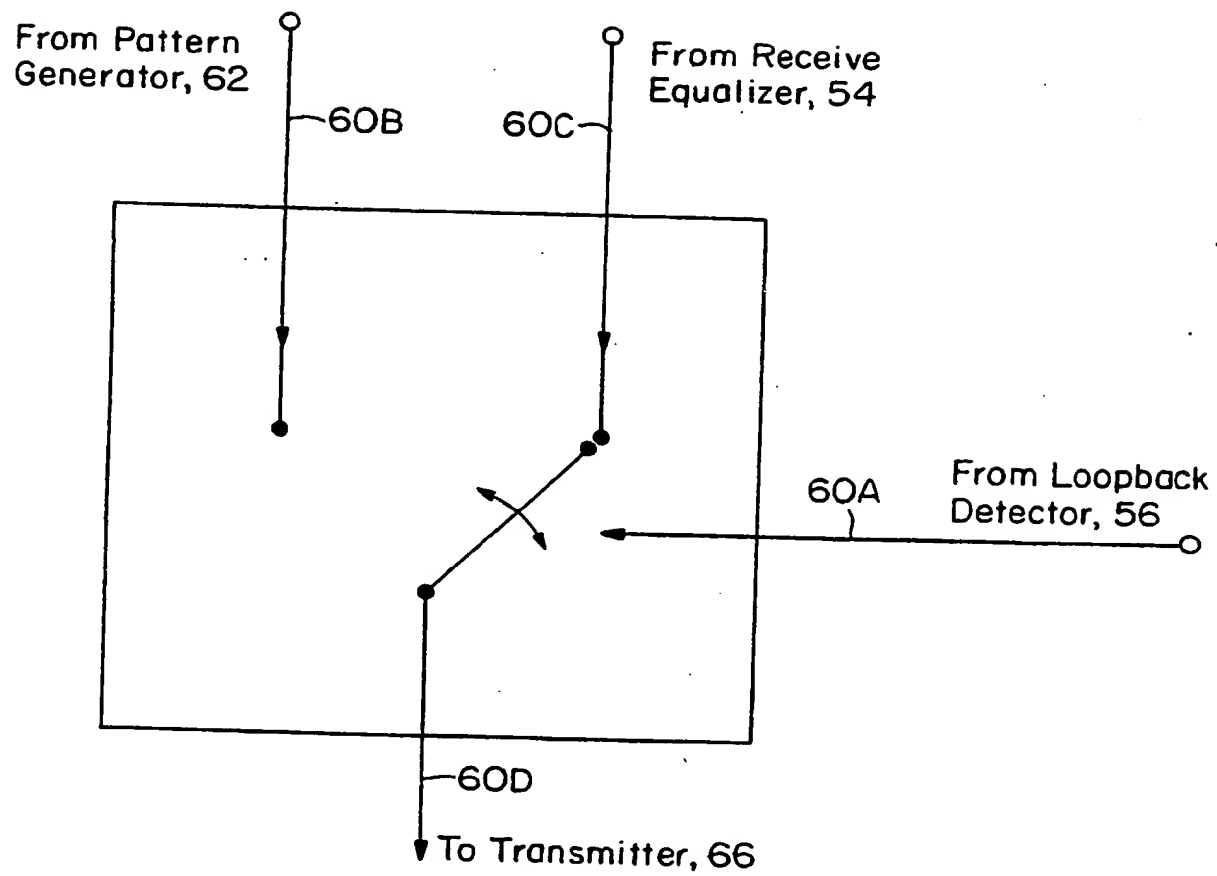 From Pattern
Generator, 62
From Receive
Equalizer, 54
60B
60C
60A
From Loopback
Detector, 56
60D
To Transmitter, 66